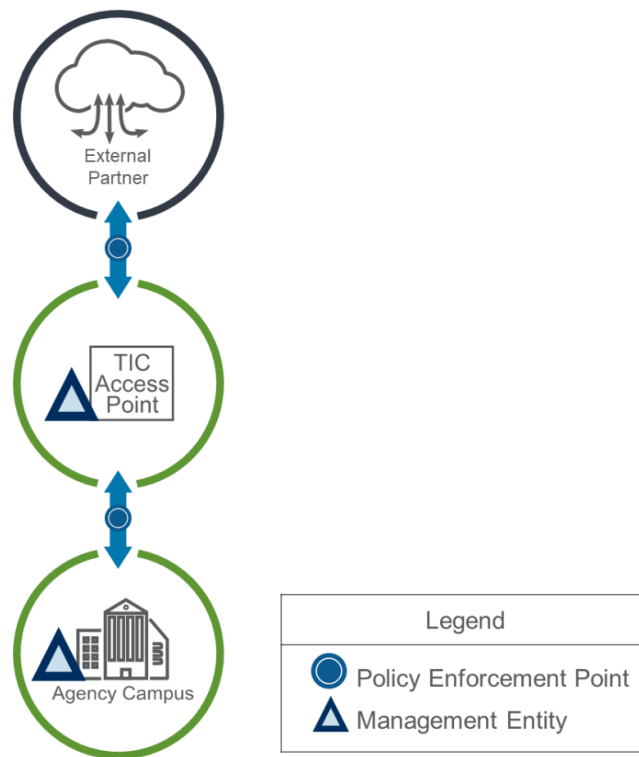 External
Partner
TIC
Access
Point
Agency Campus
Legend
Policy Enforcement Point
Management Entity